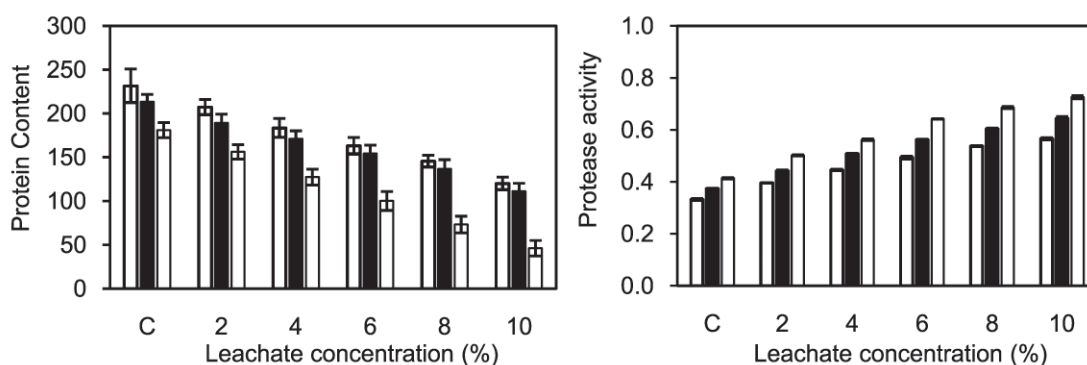 Protein Content
300
250
200
150
100
50
0
C 2 4 6 8 10
Leachate concentration (%)
Protease activity
1.0
0.8
0.6
0.4
0.2
0.0
C 2 4 6 8 10
Leachate concentration (%)